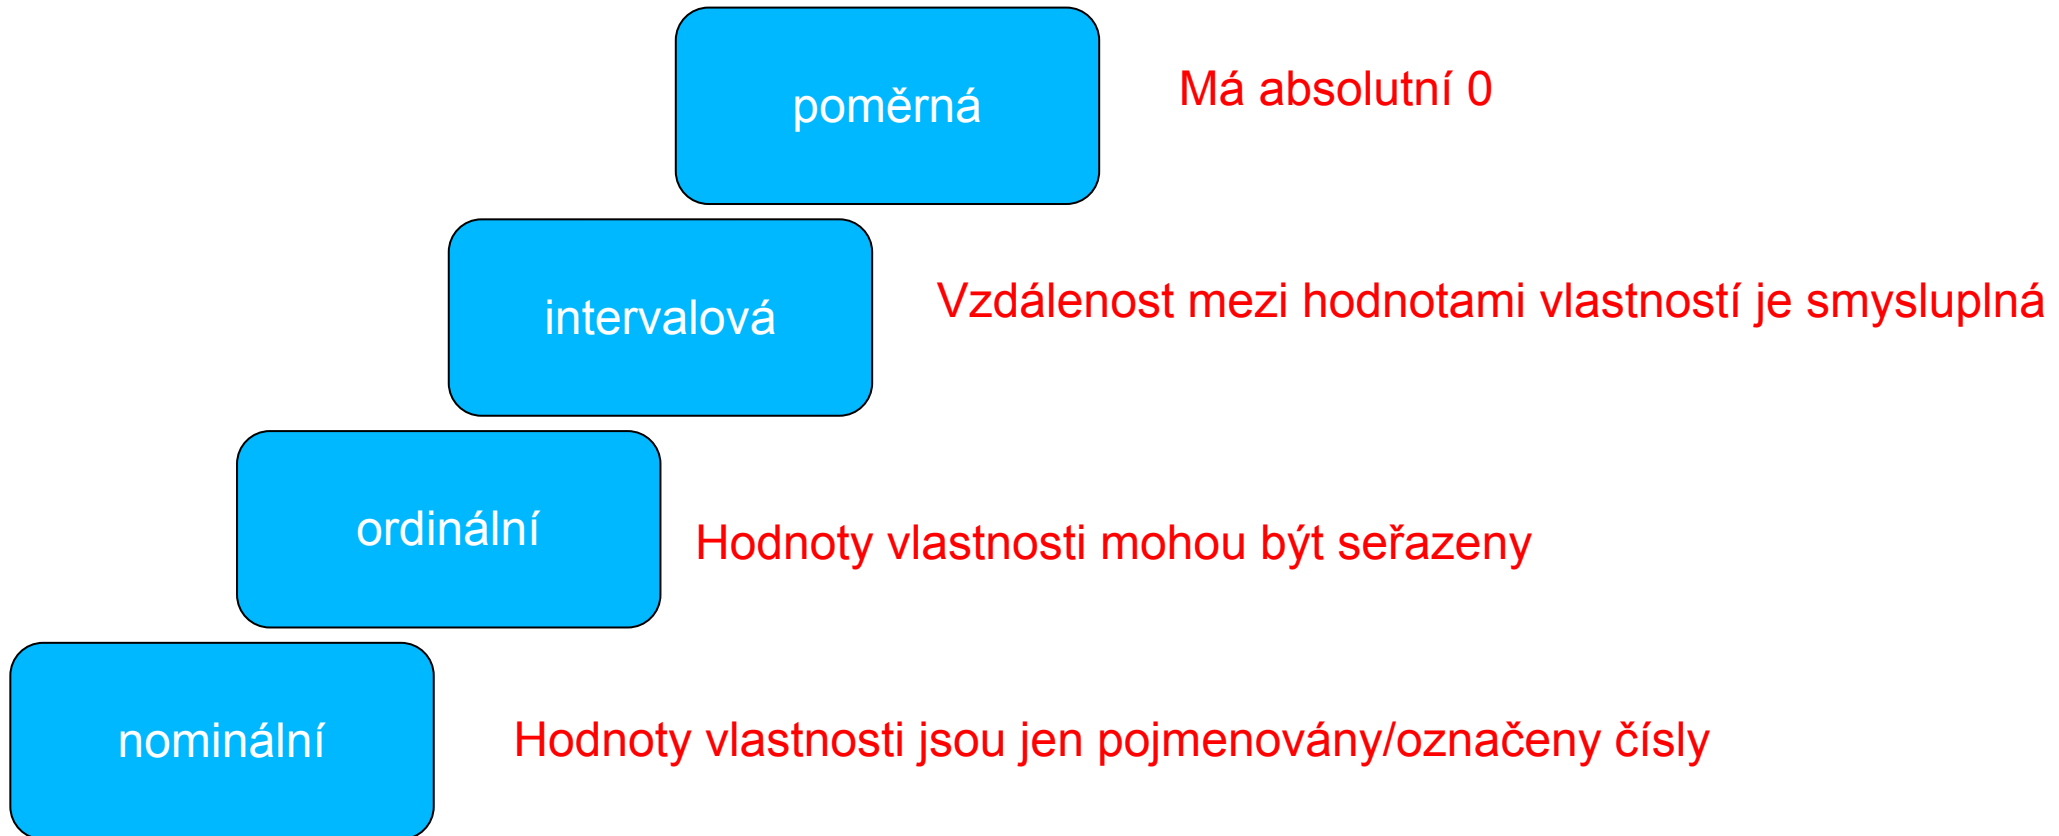 poměrná
Má absolutní 0
intervalová
Vzdálenost mezi hodnotami vlastností je smysluplná
ordinální
Hodnoty vlastnosti mohou být seřazeny
nominální
Hodnoty vlastnosti jsou jen pojmenovány/označeny čísly